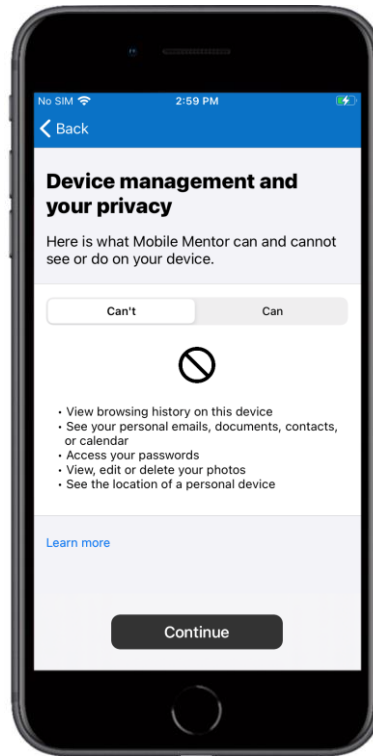 No SIM 2:59 PM
Back
Device management and
your privacy
Here is what Mobile Mentor can and cannot
see or do on your device.
Can't Can
• View browsing history on this device
• See your personal emails, documents, contacts,
or calendar
• Access your passwords
• View, edit or delete your photos
• See the location of a personal device
Learn more
Continue